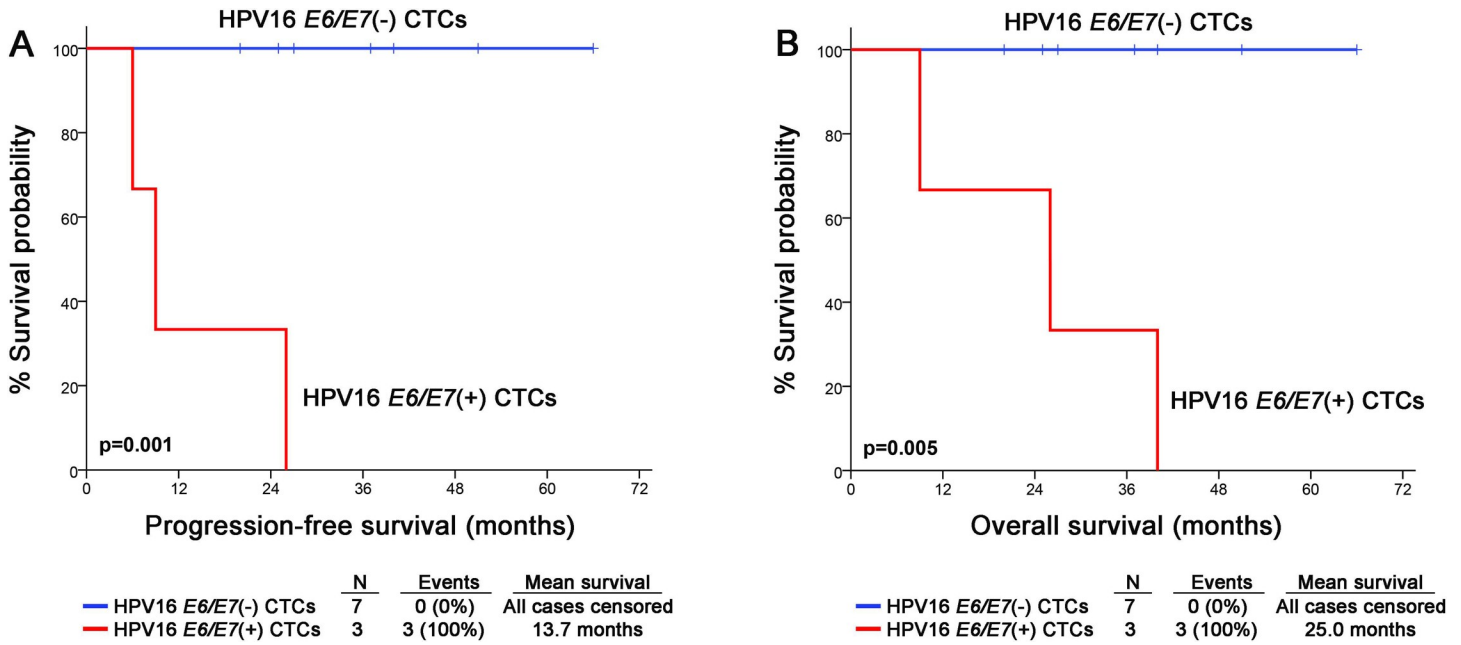 A
HPV16 E6/E7(-) CTCs
100
80
60
40
20
0
% Survival probability
HPV16 E6/E7(+) CTCs
p=0.001
0 12 24 36 48 60 72
Progression-free survival (months)
N Events Mean survival
HPV16 E6/E7(-) CTCs 7 0 (0%) All cases censored
HPV16 E6/E7(+) CTCs 3 3 (100%) 13.7 months
B
HPV16 E6/E7(-) CTCs
100
80
60
40
20
0
% Survival probability
HPV16 E6/E7(+) CTCs
p=0.005
0 12 24 36 48 60 72
Overall survival (months)
N Events Mean survival
HPV16 E6/E7(-) CTCs 7 0 (0%) All cases censored
HPV16 E6/E7(+) CTCs 3 3 (100%) 25.0 months